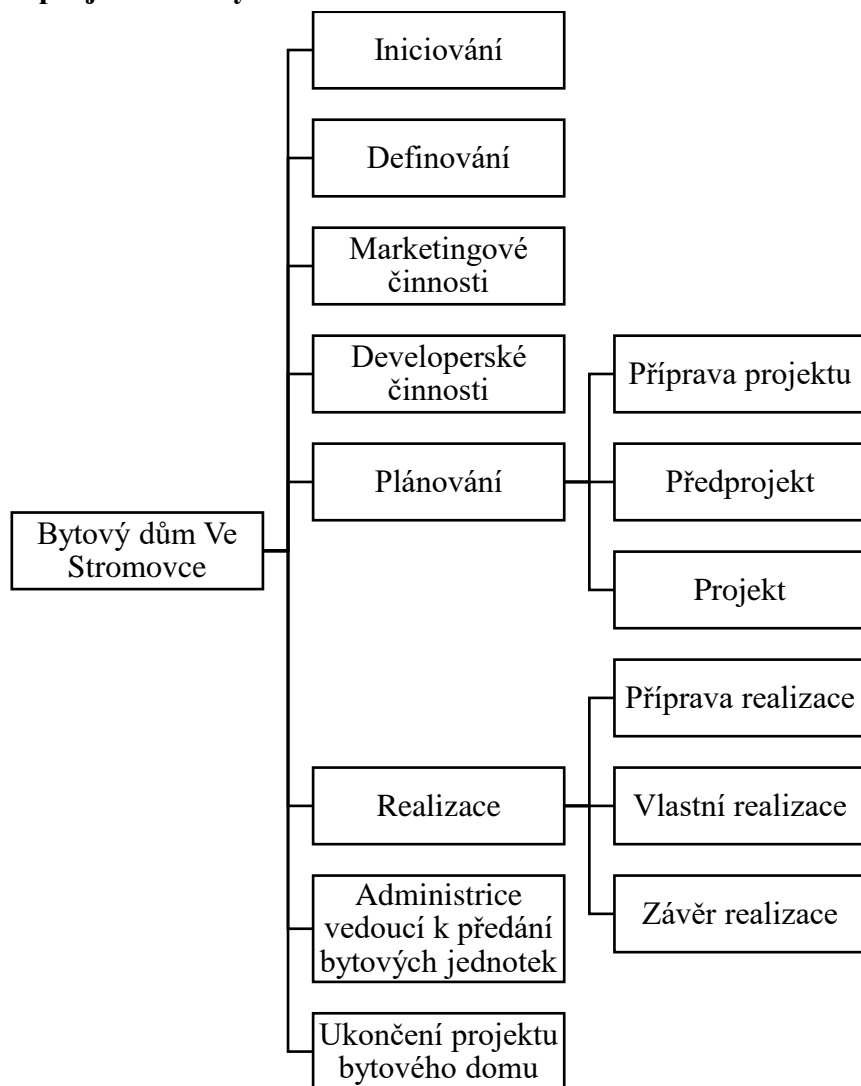 Iniciování
Definování
Marketingové
činnosti
Developerské
činnosti
Příprava projektu
Plánování
Předprojekt
Bytový dům Ve
Stromovce
Projekt
Příprava realizace
Realizace
Vlastní realizace
Administrice
vedoucí k předání
bytových jednotek
Závěr realizace
Ukončení projektu
bytového domu